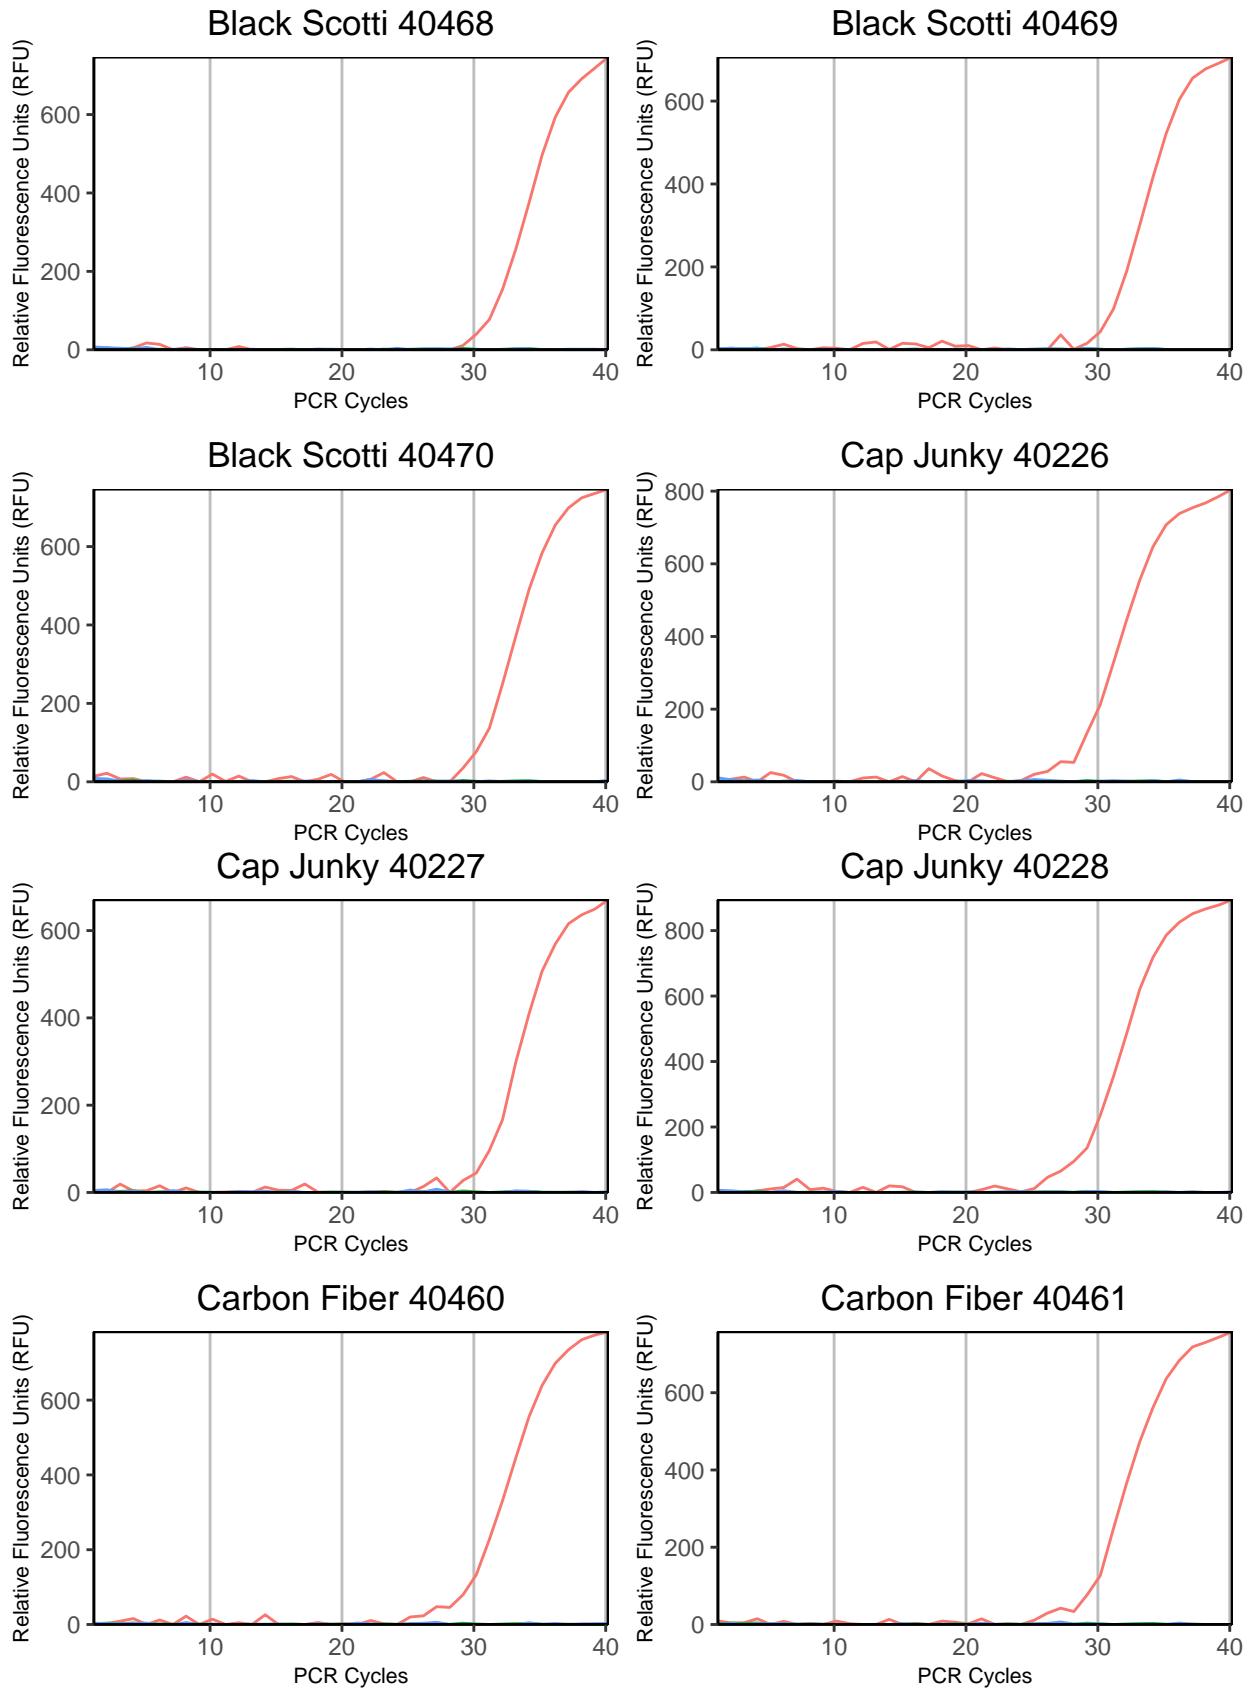 Black Scotti 40468
Relative Fluorescence Units (RFU)
600
400
200
0
10 20 30 40
PCR Cycles
Black Scotti 40469
Relative Fluorescence Units (RFU)
600
400
200
0
10 20 30 40
PCR Cycles
Black Scotti 40470
Relative Fluorescence Units (RFU)
600
400
200
0
10 20 30 40
PCR Cycles
Cap Junky 40226
Relative Fluorescence Units (RFU)
800
600
400
200
0
10 20 30 40
PCR Cycles
Cap Junky 40227
Relative Fluorescence Units (RFU)
600
400
200
0
10 20 30 40
PCR Cycles
Cap Junky 40228
Relative Fluorescence Units (RFU)
800
600
400
200
0
10 20 30 40
PCR Cycles
Carbon Fiber 40460
Relative Fluorescence Units (RFU)
600
400
200
0
10 20 30 40
PCR Cycles
Carbon Fiber 40461
Relative Fluorescence Units (RFU)
600
400
200
0
10 20 30 40
PCR Cycles